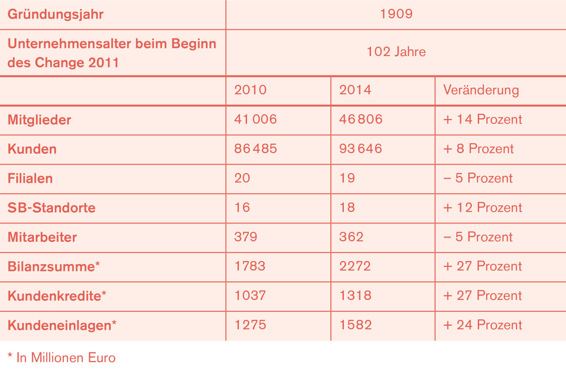 Gründungsjahr 1909
Unternehmensalter beim Beginn
des Change 2011 102 Jahre
2010 2014 Veränderung
Mitglieder 41 006 46 806 + 14 Prozent
Kunden 86 485 93 646 + 8 Prozent
Filialen 20 19 – 5 Prozent
SB-Standorte 16 18 + 12 Prozent
Mitarbeiter 379 362 – 5 Prozent
Bilanzsumme* 1783 2272 + 27 Prozent
Kundenkredite* 1037 1318 + 27 Prozent
Kundeneinlagen* 1275 1582 + 24 Prozent
* In Millionen Euro